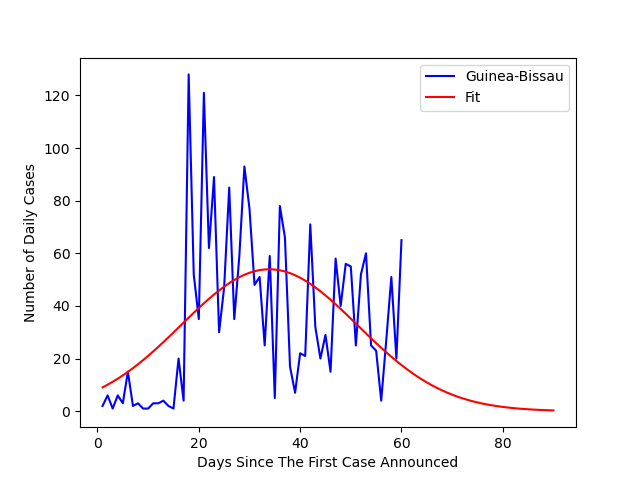 Guinea-Bissau
Fit
Number of Daily Cases
120
100
80
60
40
20
0
0 20 40 60 80
Days Since The First Case Announced